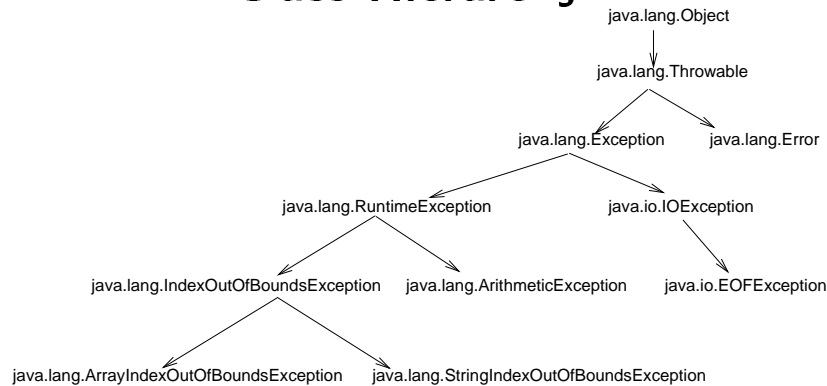 java.lang.Object
java.lang.Throwable
java.lang.Exception java.lang.Error
java.lang.RuntimeException java.io.IOException
java.lang.IndexOutOfBoundsException java.lang.ArithmeticException java.io.EOFException
java.lang.ArrayIndexOutOfBoundsException java.lang.StringIndexOutOfBoundsException